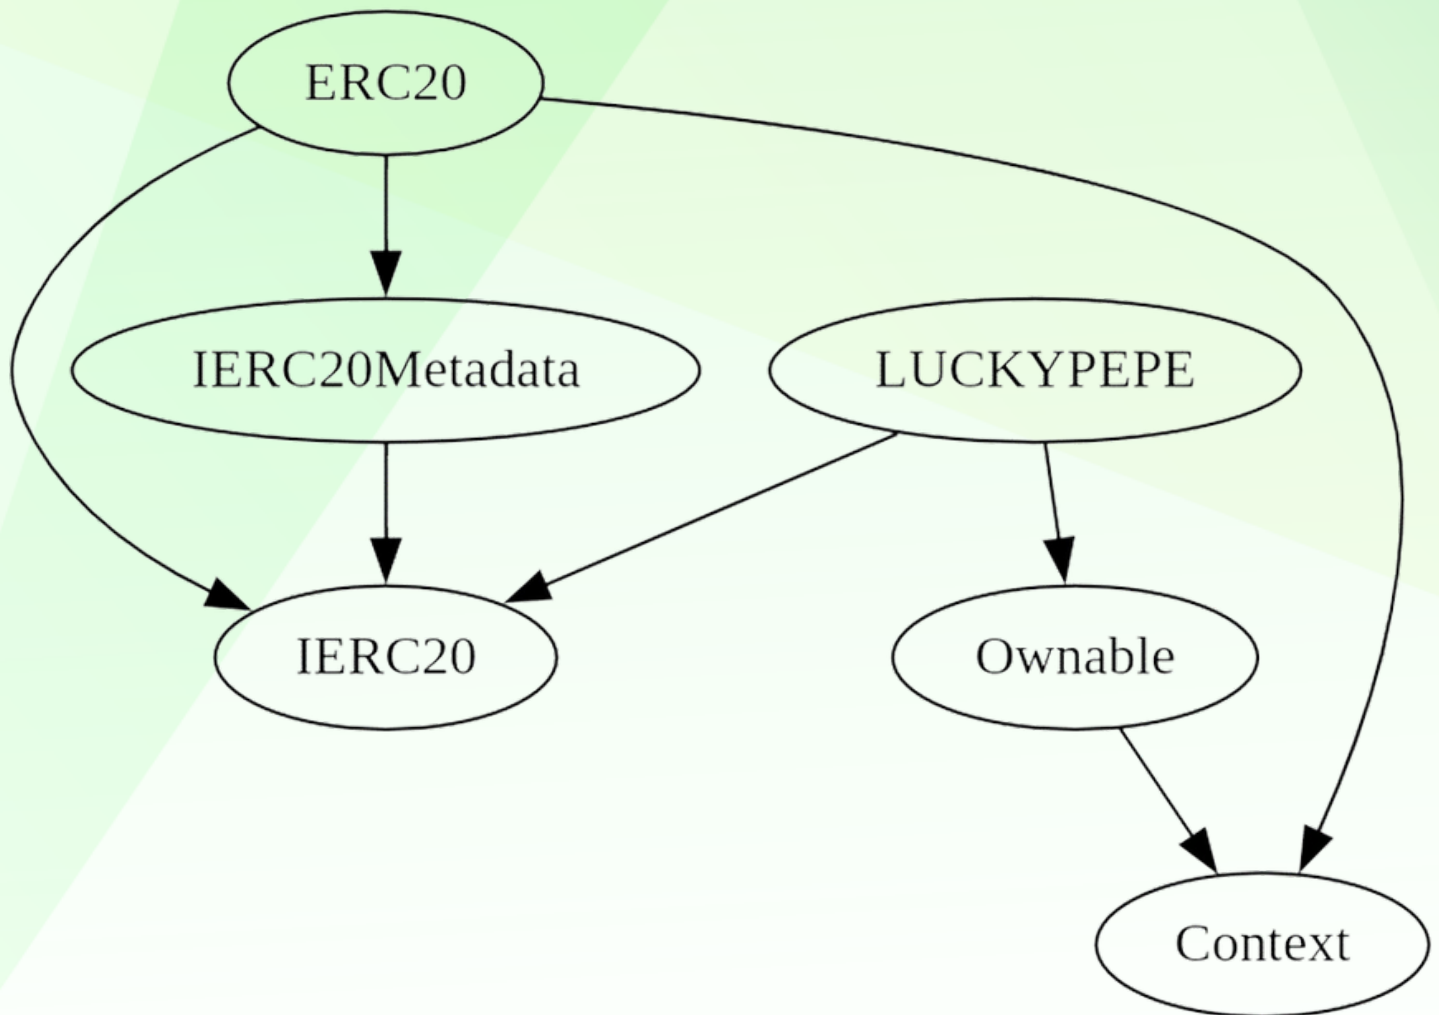 ERC20
IERC20Metadata
LUCKYPEPE
IERC20
Ownable
Context